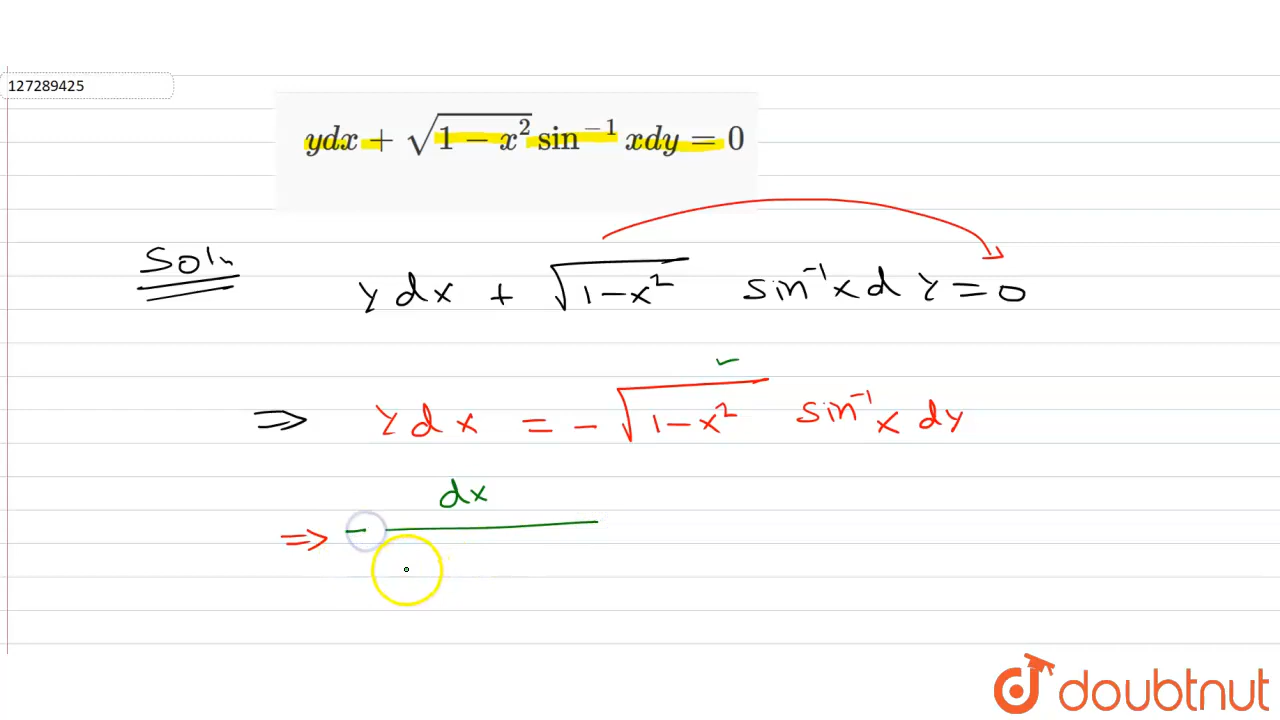 127289425
ydx + √(1 − x²) sin⁻¹ xdy = 0
Soln
y dx + √(1−x²) sin⁻¹x dy = 0
⇒ y dx = − √(1−x²) sin⁻¹x dy
dx
⇒ −
doubtnut